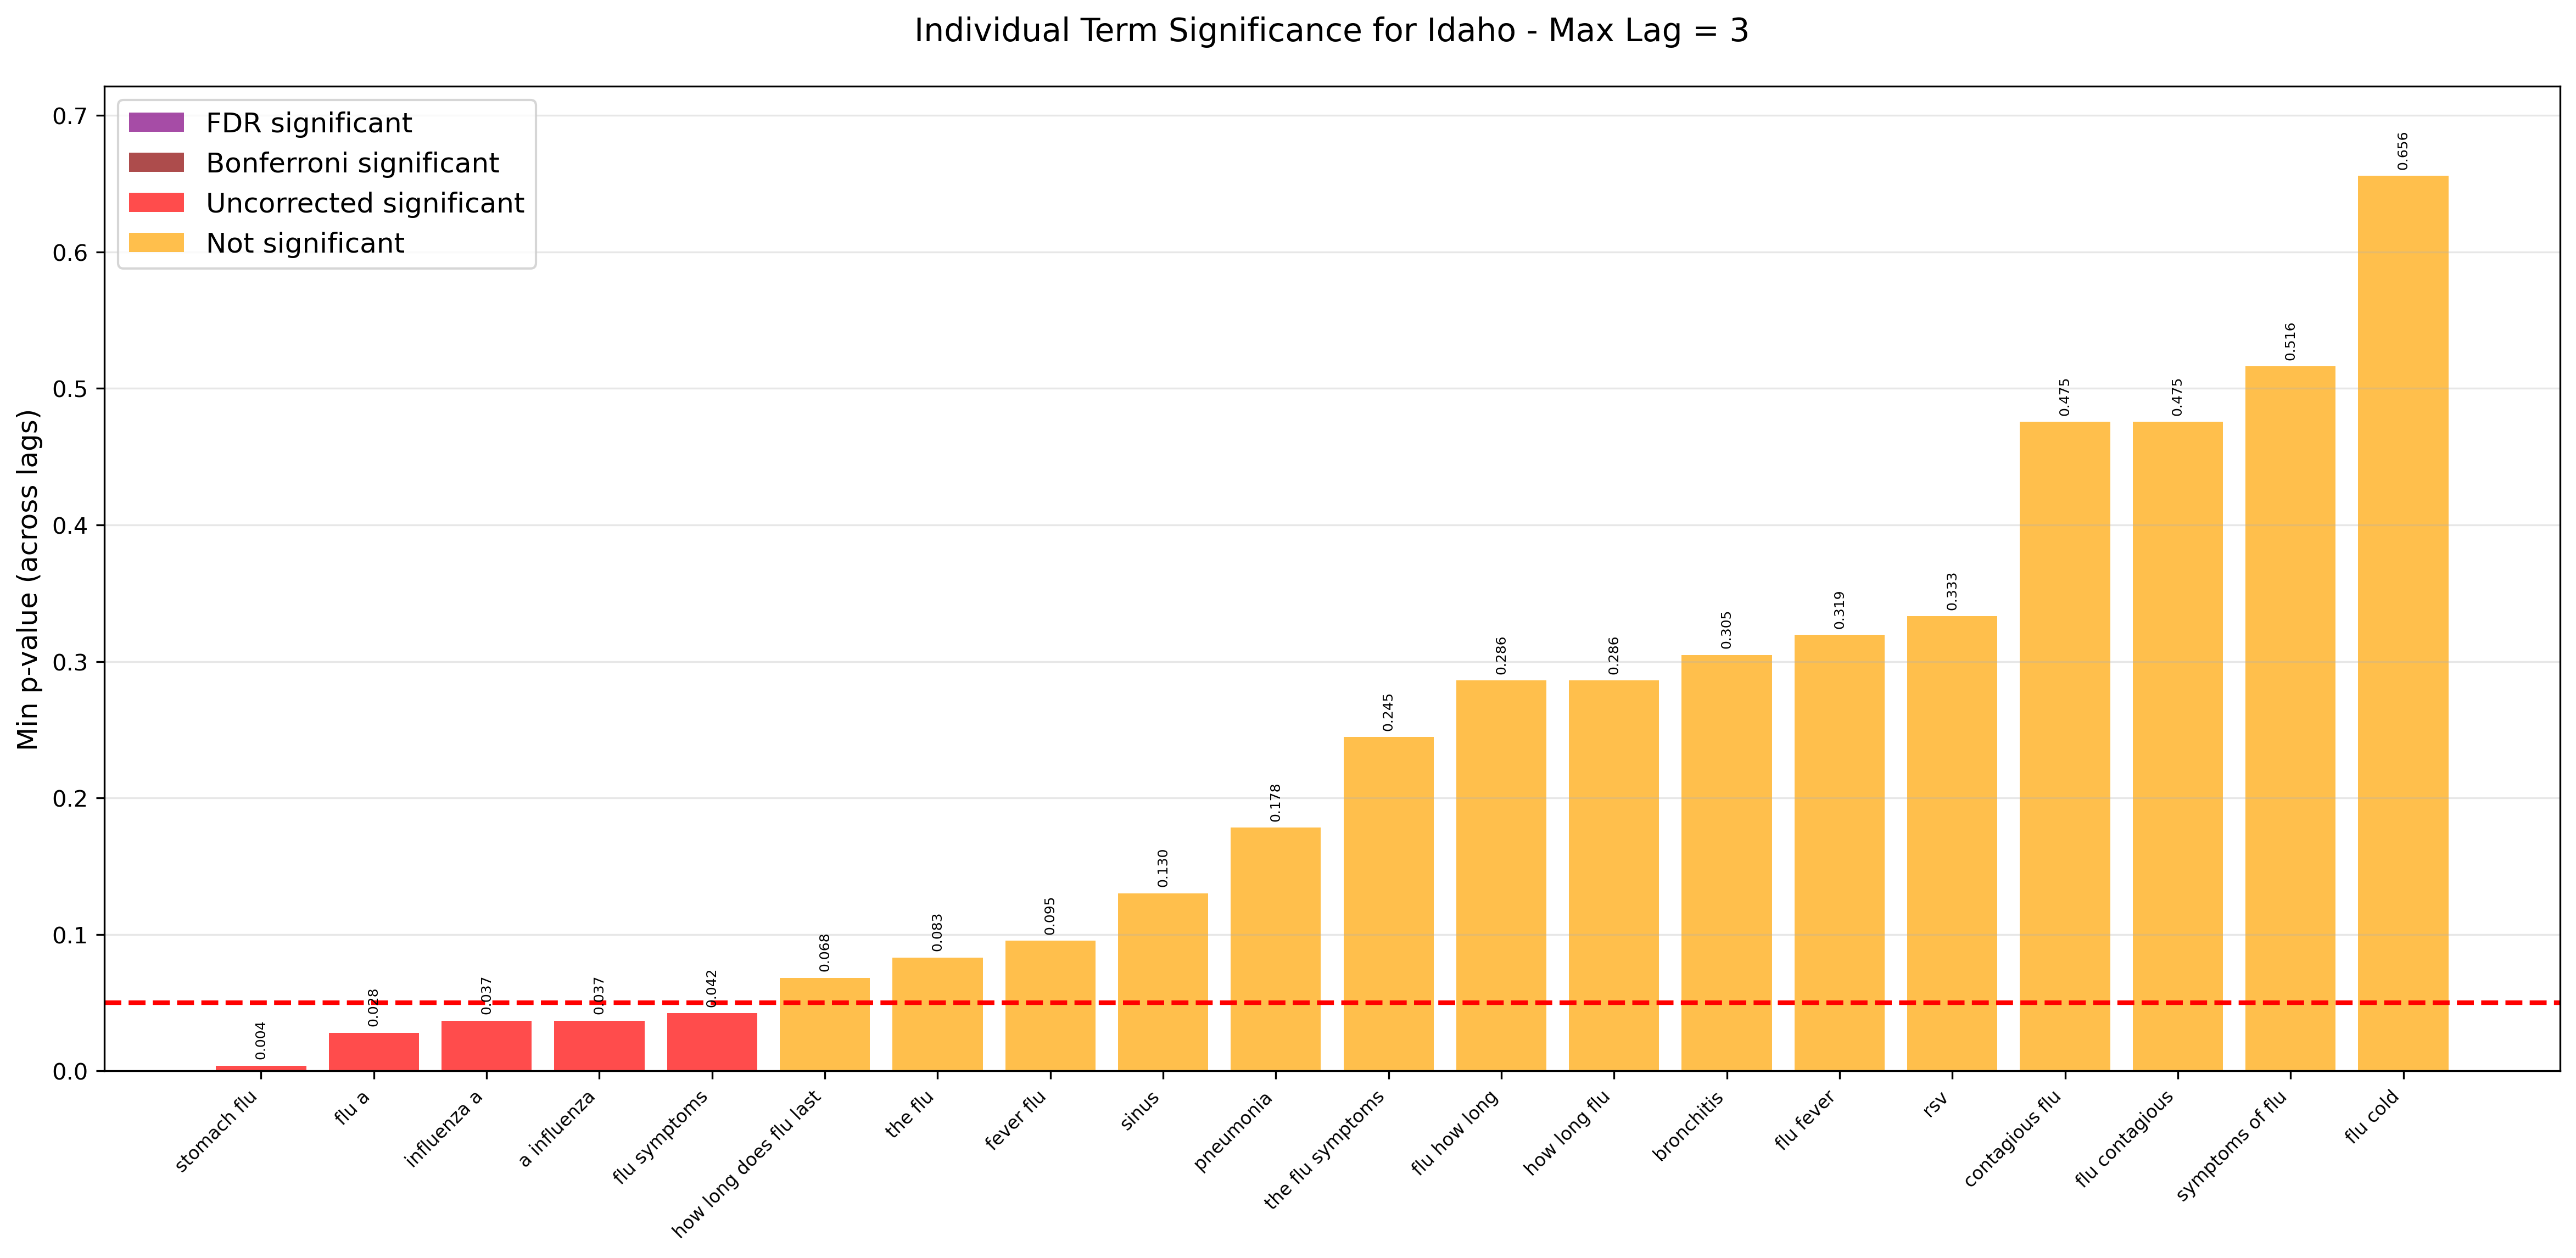 Individual Term Significance for Idaho - Max Lag = 3
FDR significant
Bonferroni significant
Uncorrected significant
Not significant
Min p-value (across lags)
0.7
0.6
0.5
0.4
0.3
0.2
0.1
0.0
0.004
0.028
0.037
0.037
0.042
0.068
0.083
0.095
0.130
0.178
0.245
0.286
0.286
0.305
0.319
0.333
0.475
0.475
0.516
0.656
stomach flu
flu a
influenza a
a influenza
flu symptoms
how long does flu last
the flu
fever flu
sinus
pneumonia
the flu symptoms
flu how long
how long flu
bronchitis
flu fever
rsv
contagious flu
flu contagious
symptoms of flu
flu cold